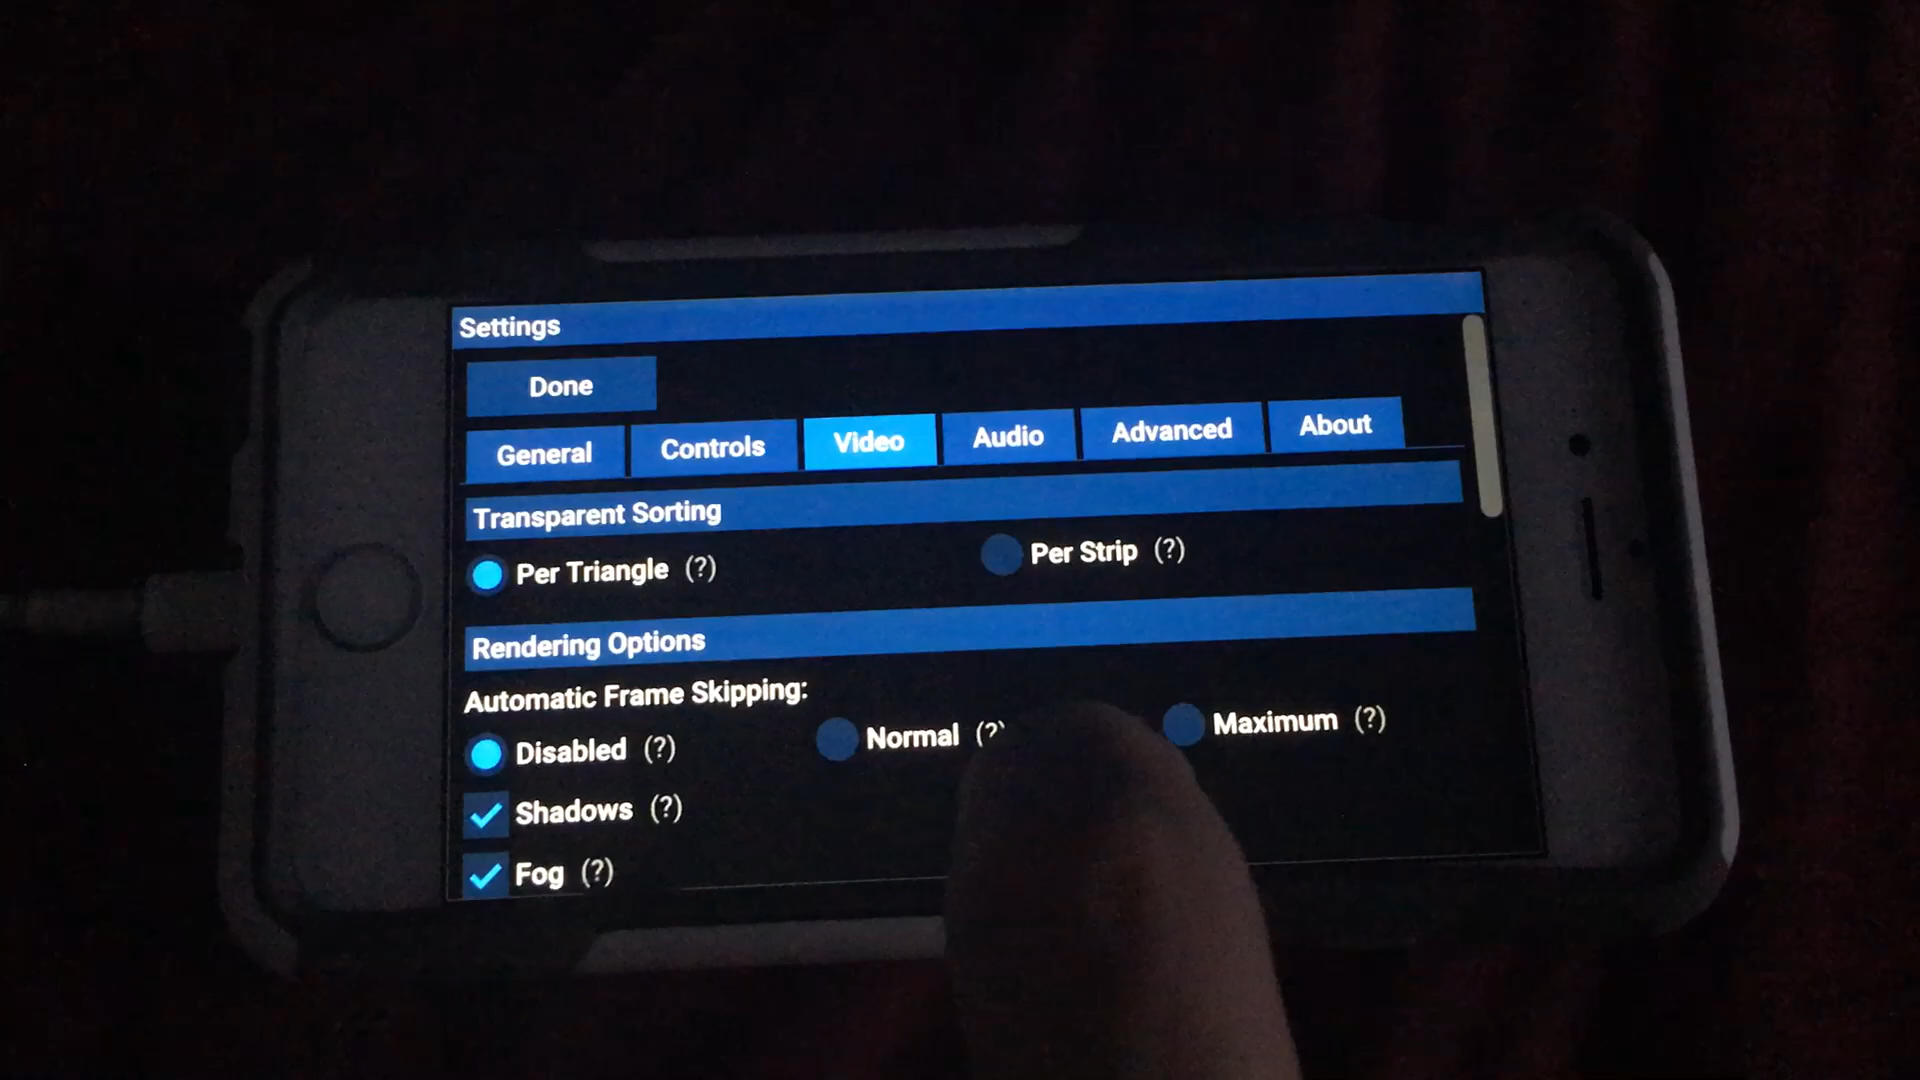 Settings
Done
General Controls Video Audio Advanced About
Transparent Sorting
Per Triangle (?) Per Strip (?)
Rendering Options
Automatic Frame Skipping:
Disabled (?) Normal (?) Maximum (?)
Shadows (?)
Fog (?)